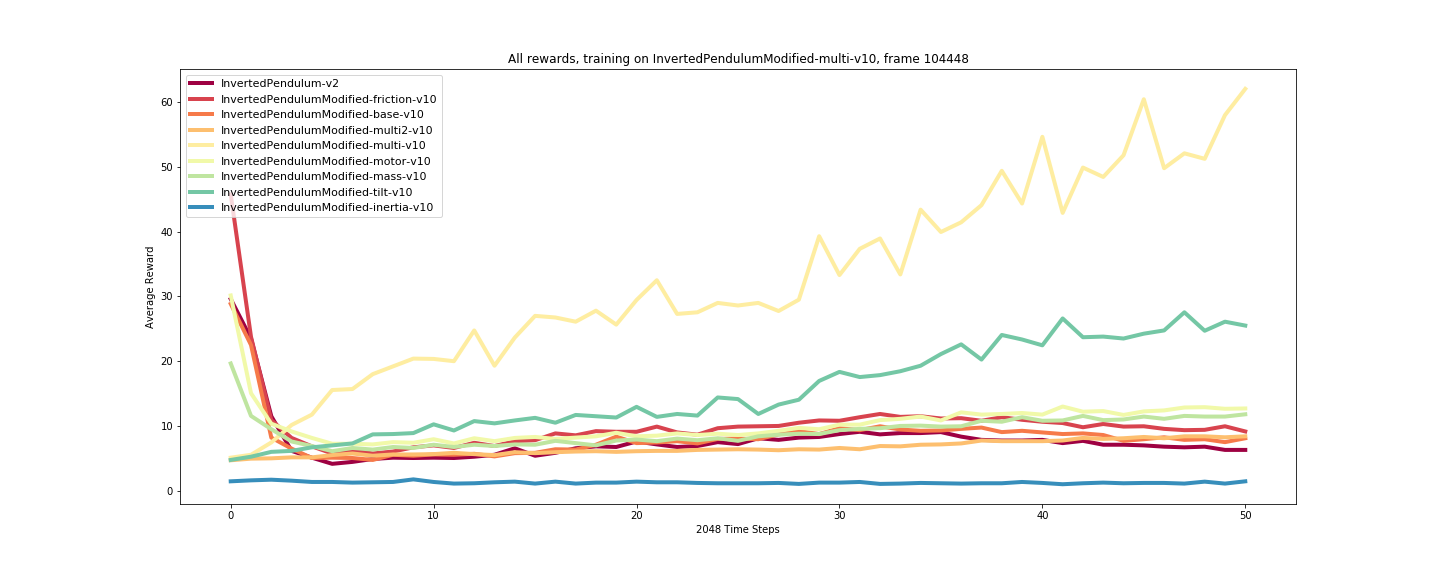 All rewards, training on InvertedPendulumModified-multi-v10, frame 104448
InvertedPendulum-v2
InvertedPendulumModified-friction-v10
InvertedPendulumModified-base-v10
InvertedPendulumModified-multi2-v10
InvertedPendulumModified-multi-v10
InvertedPendulumModified-motor-v10
InvertedPendulumModified-mass-v10
InvertedPendulumModified-tilt-v10
InvertedPendulumModified-inertia-v10
Average Reward
60
50
40
30
20
10
0
0 10 20 30 40 50
2048 Time Steps